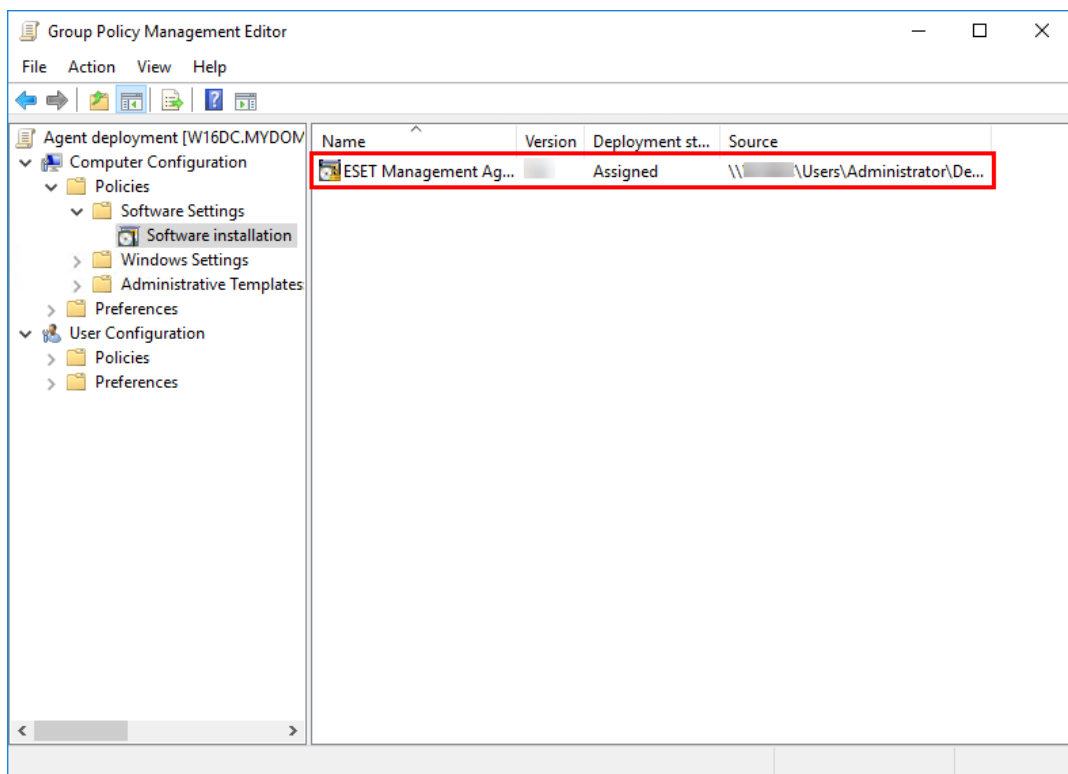 Group Policy Management Editor
File Action View Help
Agent deployment [W16DC.MYDOM
Computer Configuration
Policies
Software Settings
Software installation
Windows Settings
Administrative Templates
Preferences
User Configuration
Policies
Preferences
Name Version Deployment st... Source
ESET Management Ag... Assigned \\ \Users\Administrator\De...